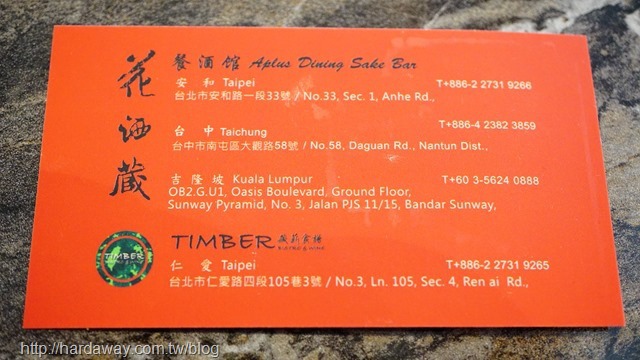 花酒蔵
餐酒館 Aplus Dining Sake Bar
安 和 Taipei T+886-2 2731 9266
台北市安和路一段33號 / No.33, Sec. 1, Anhe Rd.,
台 中 Taichung T+886-4 2382 3859
台中市南屯區大觀路58號 / No.58, Daguan Rd., Nantun Dist..
吉 隆 坡 Kuala Lumpur T+60 3-5624 0888
OB2.G.U1, Oasis Boulevard, Ground Floor,
Sunway Pyramid, No. 3, Jalan PJS 11/15, Bandar Sunway,
TIMBER
BISTRO & WINE
TIMBER
仁 愛 Taipei T+886-2 2731 9265
台北市仁愛路四段105巷3號 / No.3, Ln. 105, Sec. 4, Ren ai Rd.,
http://hardaway.com.tw/blog